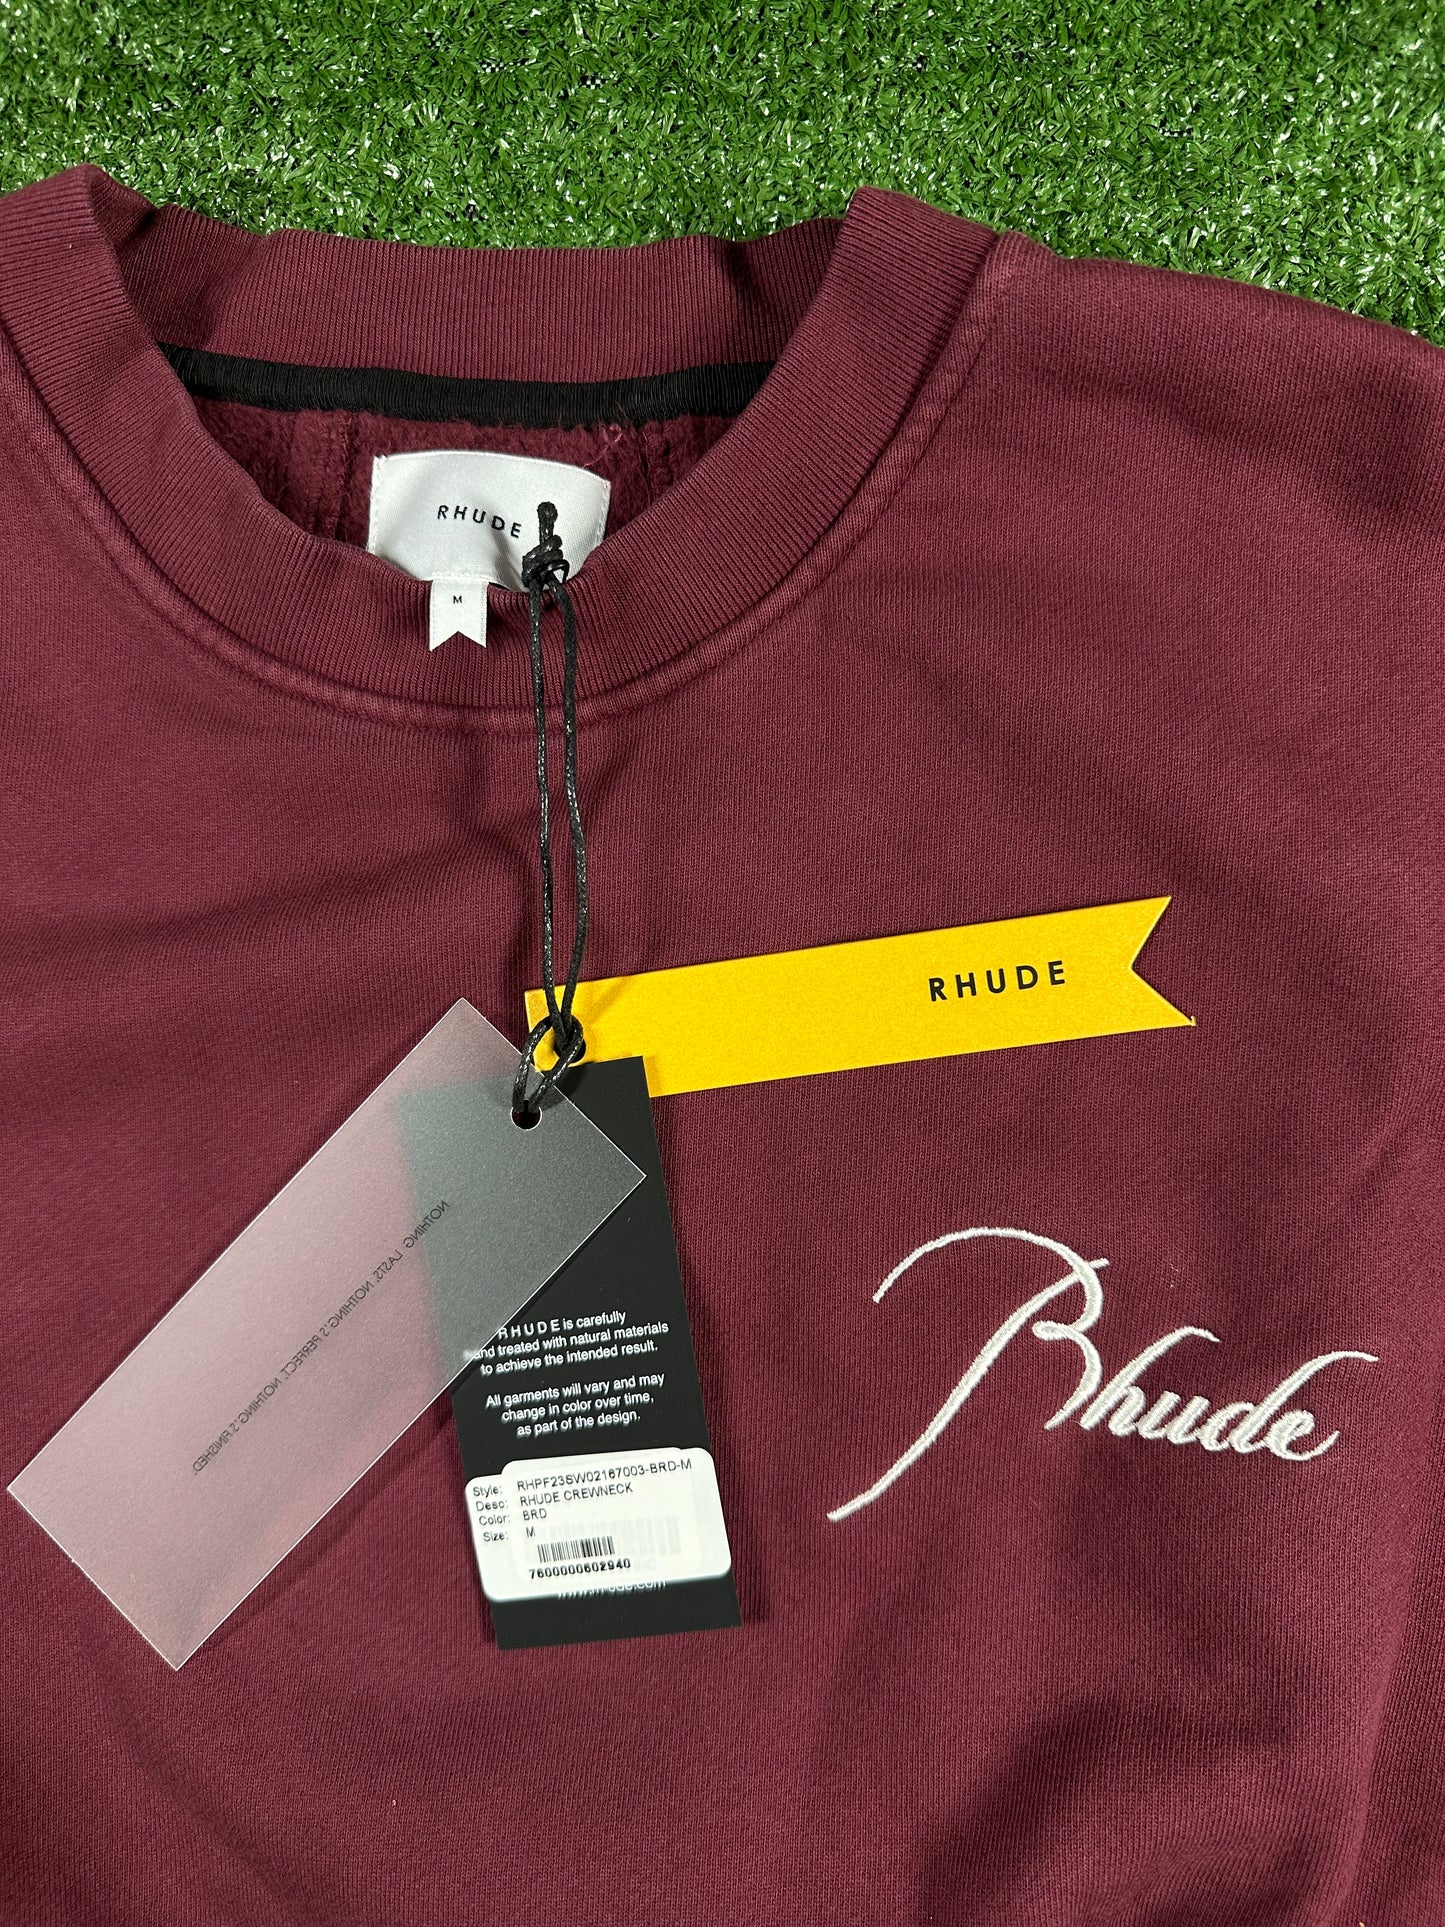 RHUDE
M
RHUDE
NOTHING LASTS, NOTHING'S PERFECT, NOTHING'S FINISHED.
Rhude
RHUDE is carefully
and treated with natural materials
to achieve the intended result.
All garments will vary and may
change in color over time,
as part of the design.
Style: RHPF23SW02167003-BRD-M
Desc: RHUDE CREWNECK
Color: BRD
Size: M
7600000602940